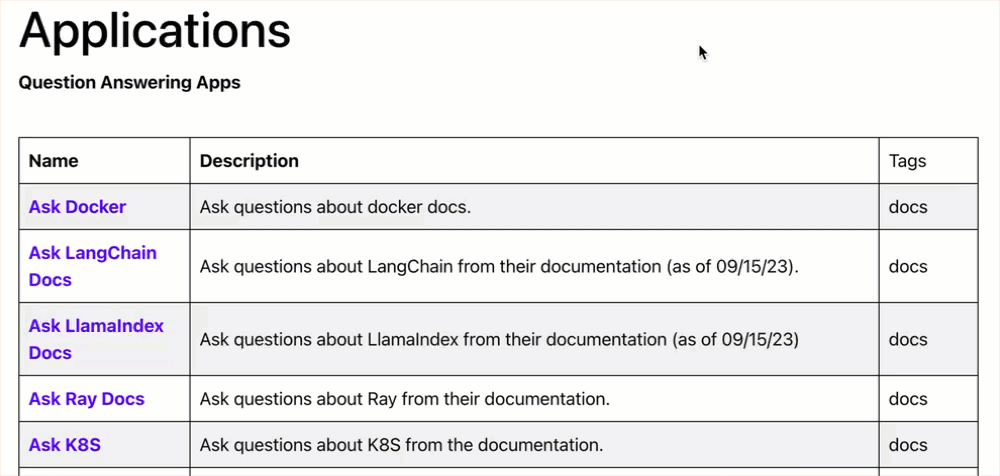 Applications
Question Answering Apps
Name Description Tags
Ask Docker Ask questions about docker docs. docs
Ask LangChain
Docs Ask questions about LangChain from their documentation (as of 09/15/23). docs
Ask LlamaIndex
Docs Ask questions about LlamaIndex from their documentation (as of 09/15/23) docs
Ask Ray Docs Ask questions about Ray from their documentation. docs
Ask K8S Ask questions about K8S from the documentation. docs